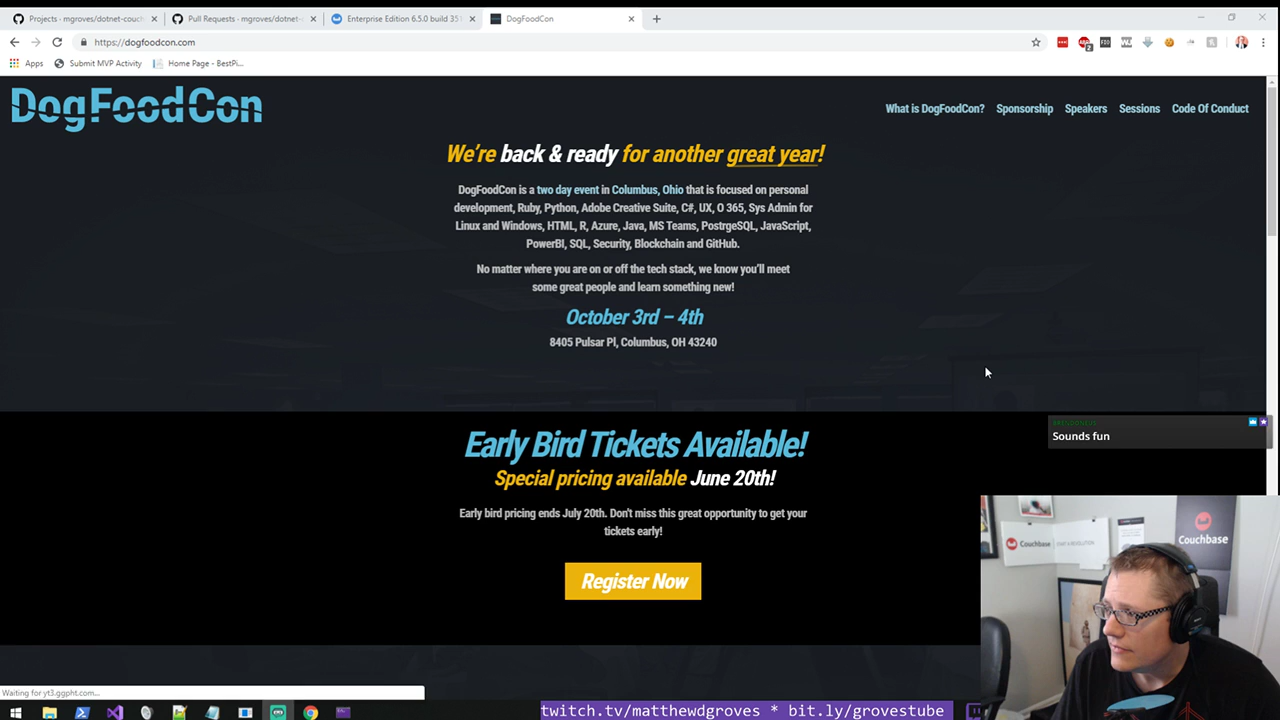 Projects - mgroves/dotnet-couch
Pull Requests - mgroves/dotnet-c
Enterprise Edition 6.5.0 build 35
DogFoodCon
https://dogfoodcon.com
Apps
Submit MVP Activity
Home Page - BestPi...
DogFoodCon
What is DogFoodCon?
Sponsorship
Speakers
Sessions
Code Of Conduct
We're back & ready for another great year!
DogFoodCon is a two day event in Columbus, Ohio that is focused on personal
development, Ruby, Python, Adobe Creative Suite, C#, UX, O 365, Sys Admin for
Linux and Windows, HTML, R, Azure, Java, MS Teams, PostrgeSQL, JavaScript,
PowerBI, SQL, Security, Blockchain and GitHub.
No matter where you are on or off the tech stack, we know you'll meet
some great people and learn something new!
October 3rd – 4th
8405 Pulsar Pl, Columbus, OH 43240
Early Bird Tickets Available!
Special pricing available June 20th!
Early bird pricing ends July 20th. Don't miss this great opportunity to get your
tickets early!
Register Now
Sounds fun
Couchbase
Couchbase
Waiting for yt3.ggpht.com...
twitch.tv/matthewdgroves * bit.ly/grovestube